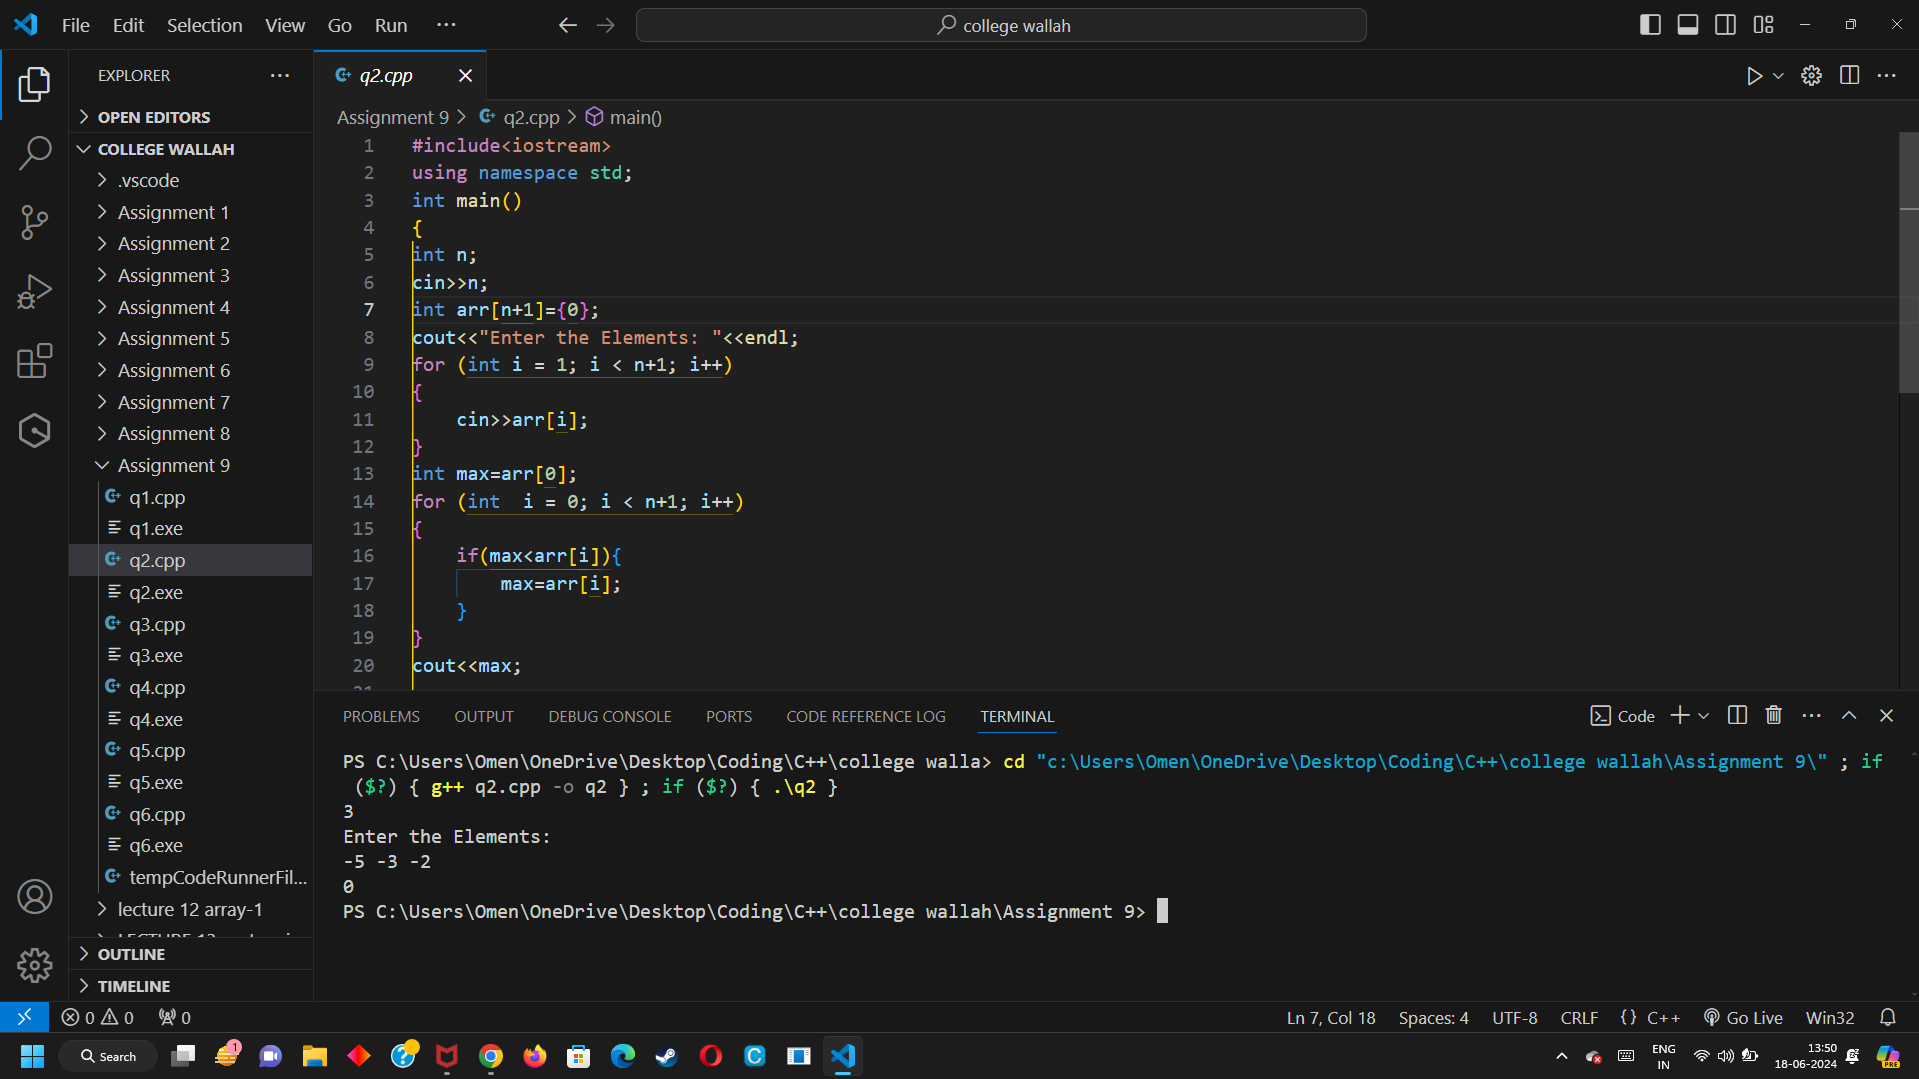 File Edit Selection View Go Run ··· college wallah
EXPLORER
OPEN EDITORS
COLLEGE WALLAH
.vscode
Assignment 1
Assignment 2
Assignment 3
Assignment 4
Assignment 5
Assignment 6
Assignment 7
Assignment 8
Assignment 9
q1.cpp
q1.exe
q2.cpp
q2.exe
q3.cpp
q3.exe
q4.cpp
q4.exe
q5.cpp
q5.exe
q6.cpp
q6.exe
tempCodeRunnerFil...
lecture 12 array-1
OUTLINE
TIMELINE
q2.cpp
Assignment 9 > q2.cpp > main()
1 #include<iostream>
2 using namespace std;
3 int main()
4 {
5 int n;
6 cin>>n;
7 int arr[n+1]={0};
8 cout<<"Enter the Elements: "<<endl;
9 for (int i = 1; i < n+1; i++)
10 {
11     cin>>arr[i];
12 }
13 int max=arr[0];
14 for (int  i = 0; i < n+1; i++)
15 {
16     if(max<arr[i]){
17         max=arr[i];
18     }
19 }
20 cout<<max;
PROBLEMS OUTPUT DEBUG CONSOLE PORTS CODE REFERENCE LOG TERMINAL Code
PS C:\Users\Omen\OneDrive\Desktop\Coding\C++\college walla> cd "c:\Users\Omen\OneDrive\Desktop\Coding\C++\college wallah\Assignment 9\" ; if
($?) { g++ q2.cpp -o q2 } ; if ($?) { .\q2 }
3
Enter the Elements:
-5 -3 -2
0
PS C:\Users\Omen\OneDrive\Desktop\Coding\C++\college wallah\Assignment 9>
0 0 0 Ln 7, Col 18 Spaces: 4 UTF-8 CRLF {} C++ Go Live Win32
Search 1 ENG 13:50
IN 18-06-2024 PRE